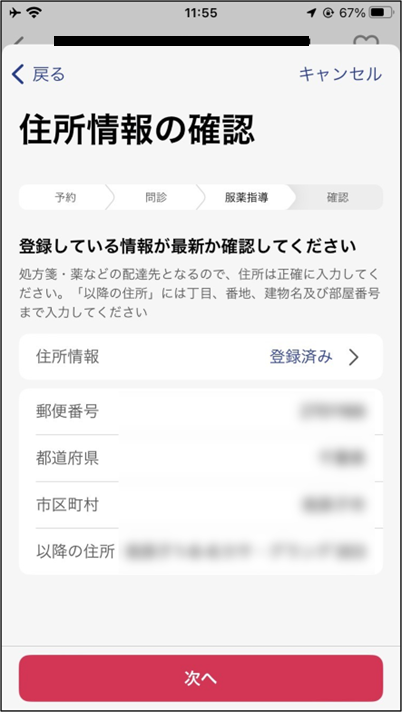 11:55
67%
戻る
キャンセル
住所情報の確認
予約
問診
服薬指導
確認
登録している情報が最新か確認してください
処方箋・薬などの配達先となるので、住所は正確に入力してく
ださい。「以降の住所」には丁目、番地、建物名及び部屋番号
まで入力してください
住所情報
登録済み
郵便番号
都道府県
市区町村
以降の住所
次へ